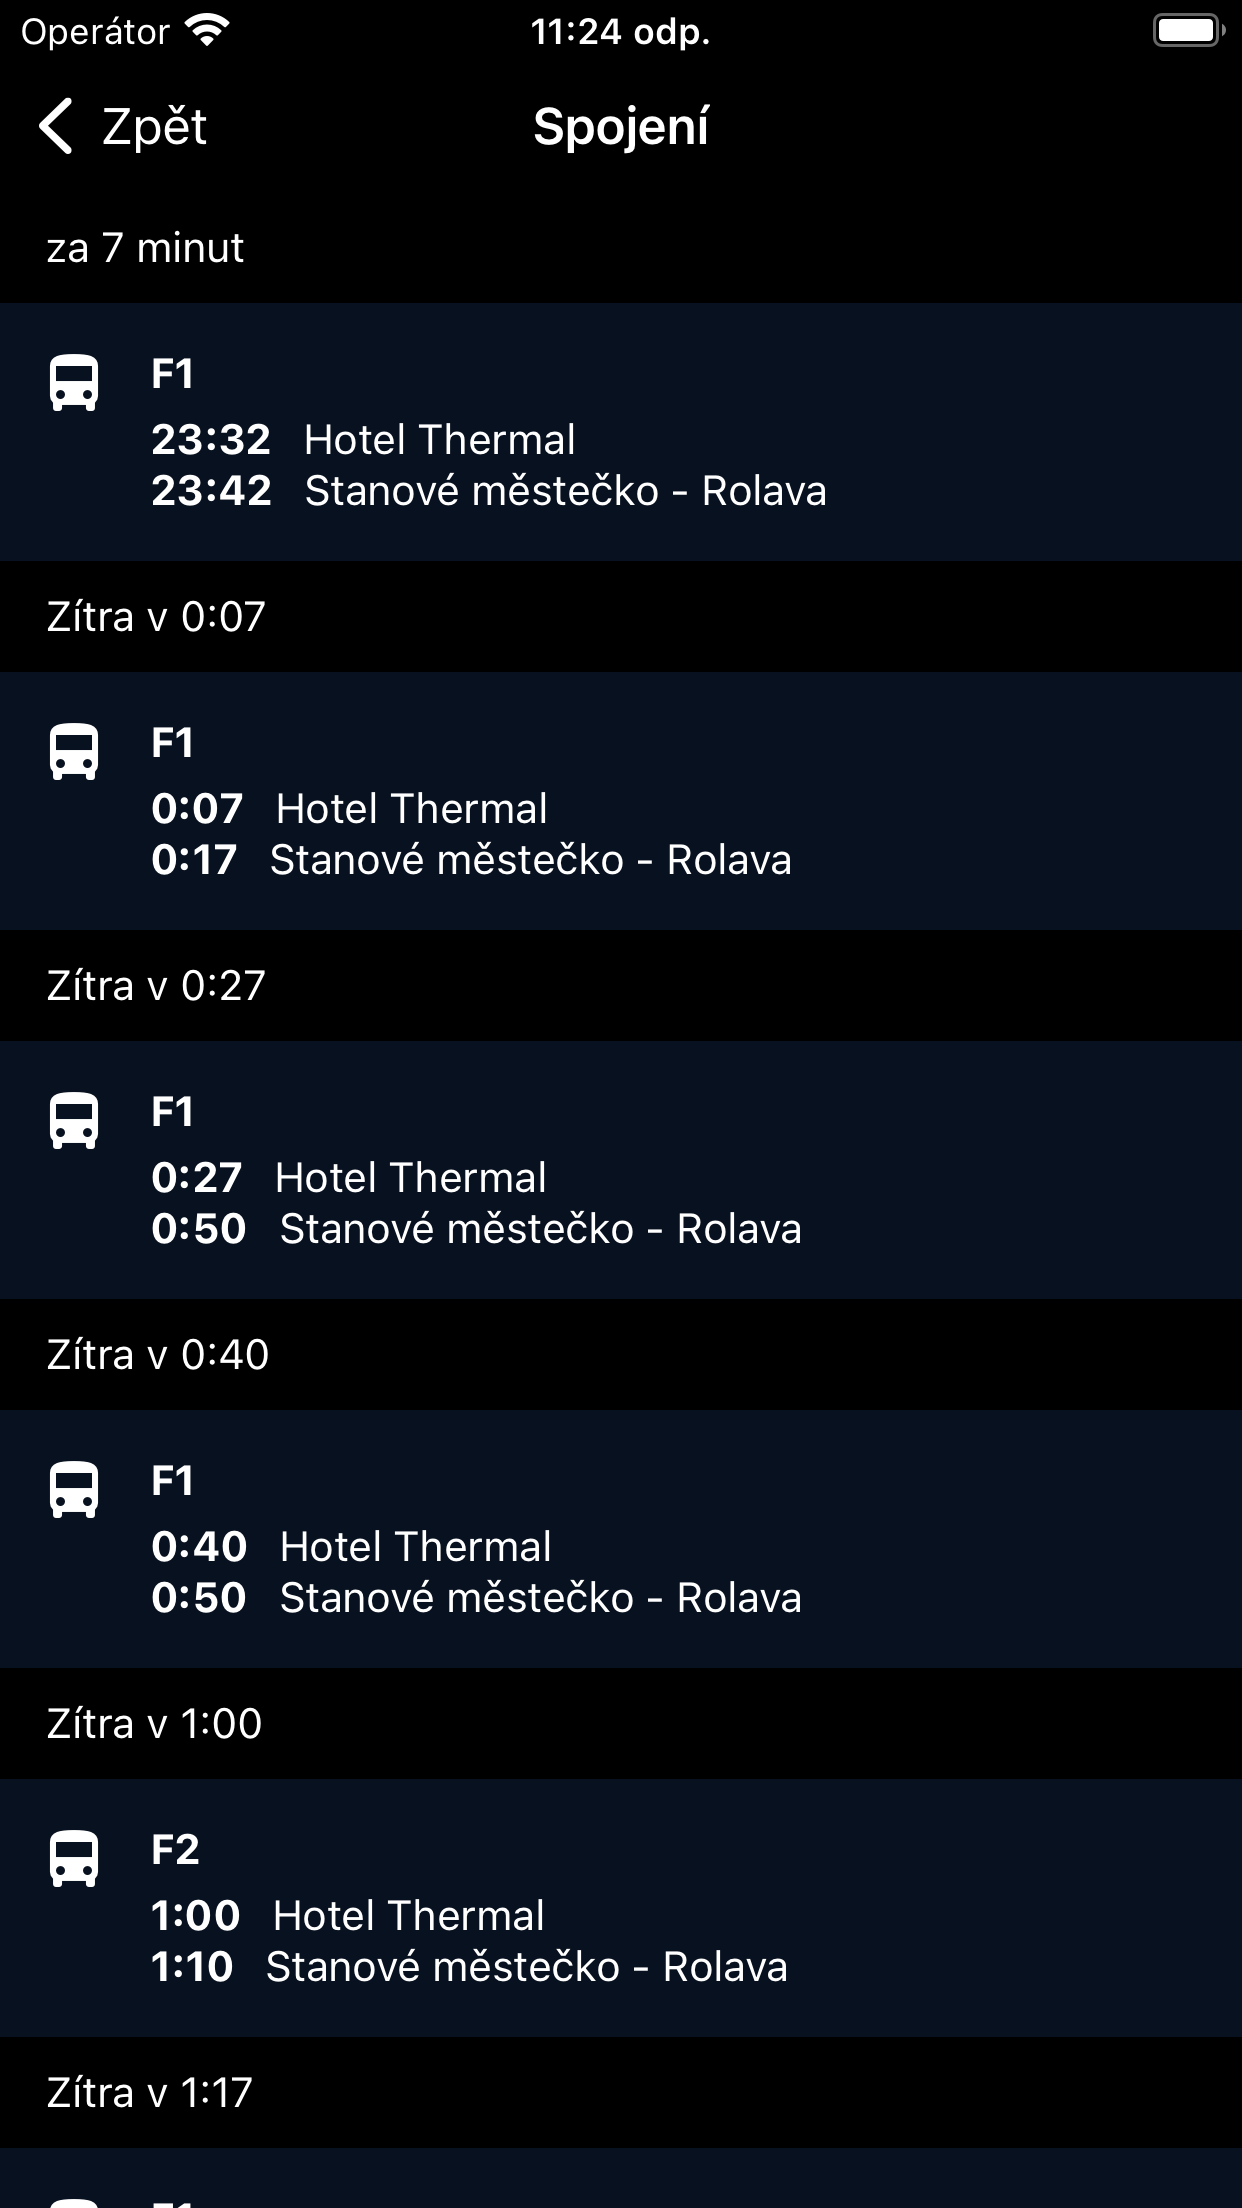 Operátor 11:24 odp.
Zpět Spojení
za 7 minut
F1
23:32 Hotel Thermal
23:42 Stanové městečko - Rolava
Zítra v 0:07
F1
0:07 Hotel Thermal
0:17 Stanové městečko - Rolava
Zítra v 0:27
F1
0:27 Hotel Thermal
0:50 Stanové městečko - Rolava
Zítra v 0:40
F1
0:40 Hotel Thermal
0:50 Stanové městečko - Rolava
Zítra v 1:00
F2
1:00 Hotel Thermal
1:10 Stanové městečko - Rolava
Zítra v 1:17